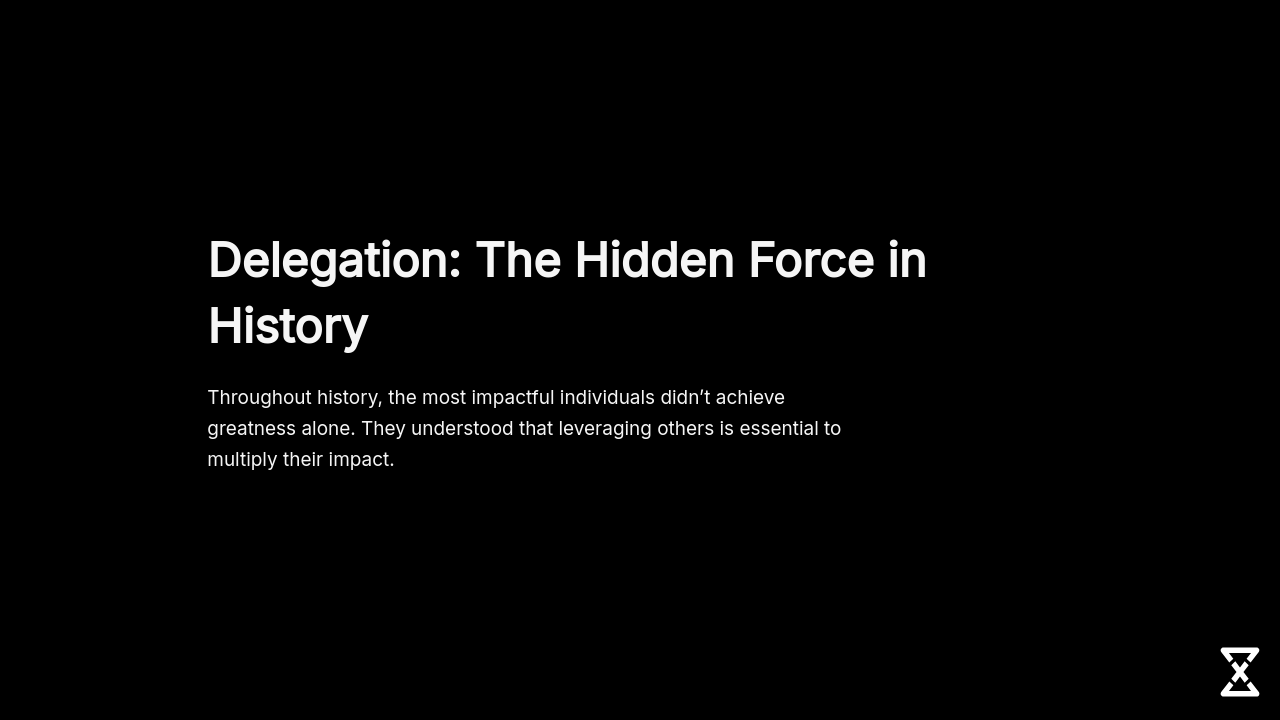 Delegation: The Hidden Force in
History
Throughout history, the most impactful individuals didn’t achieve
greatness alone. They understood that leveraging others is essential to
multiply their impact.